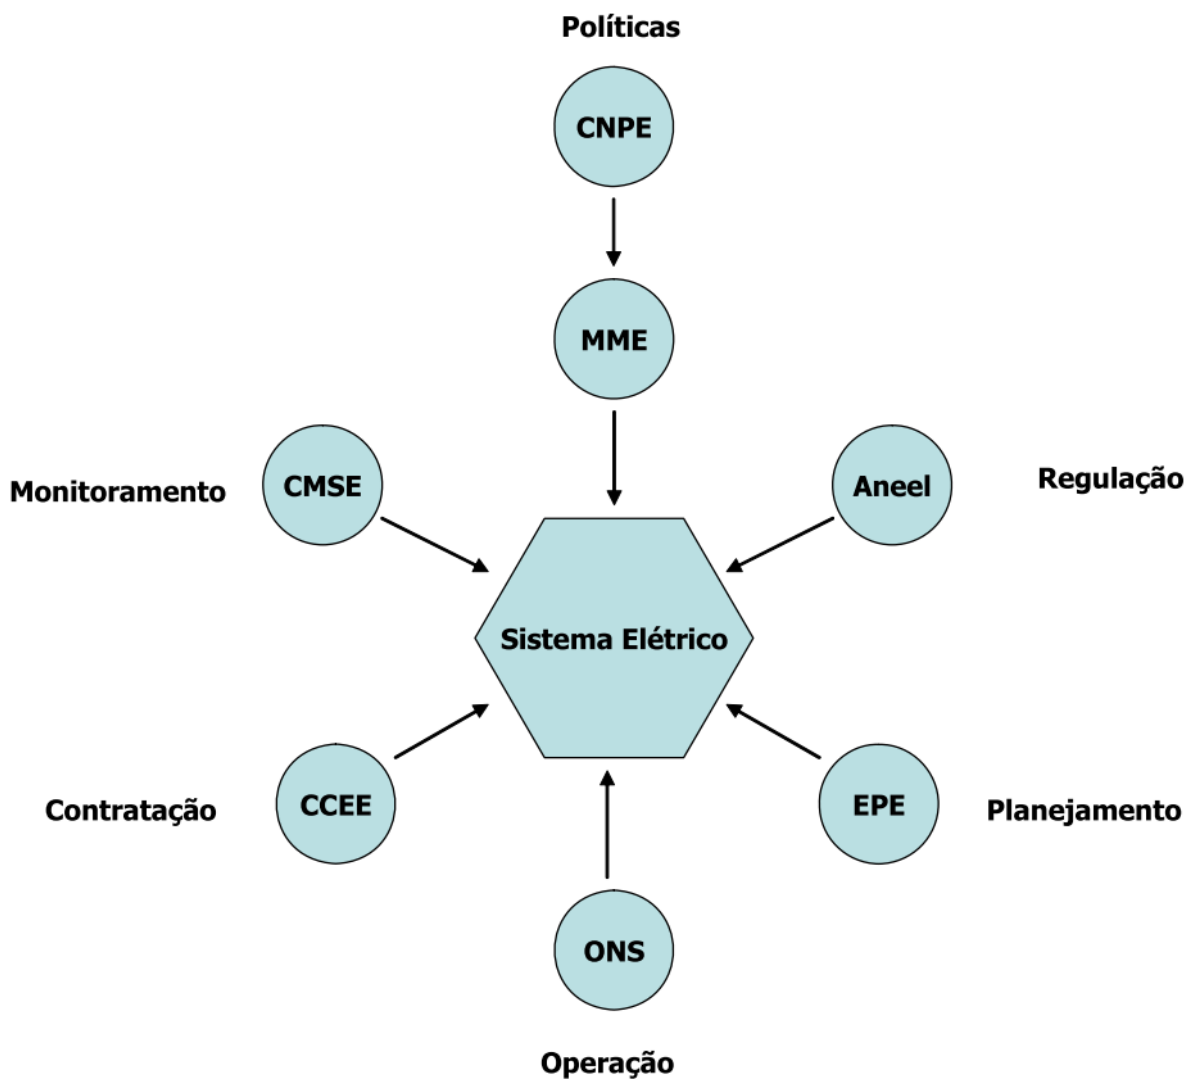 Políticas
CNPE
MME
CMSE
Monitoramento
Aneel
Regulação
Sistema Elétrico
CCEE
Contratação
EPE
Planejamento
ONS
Operação